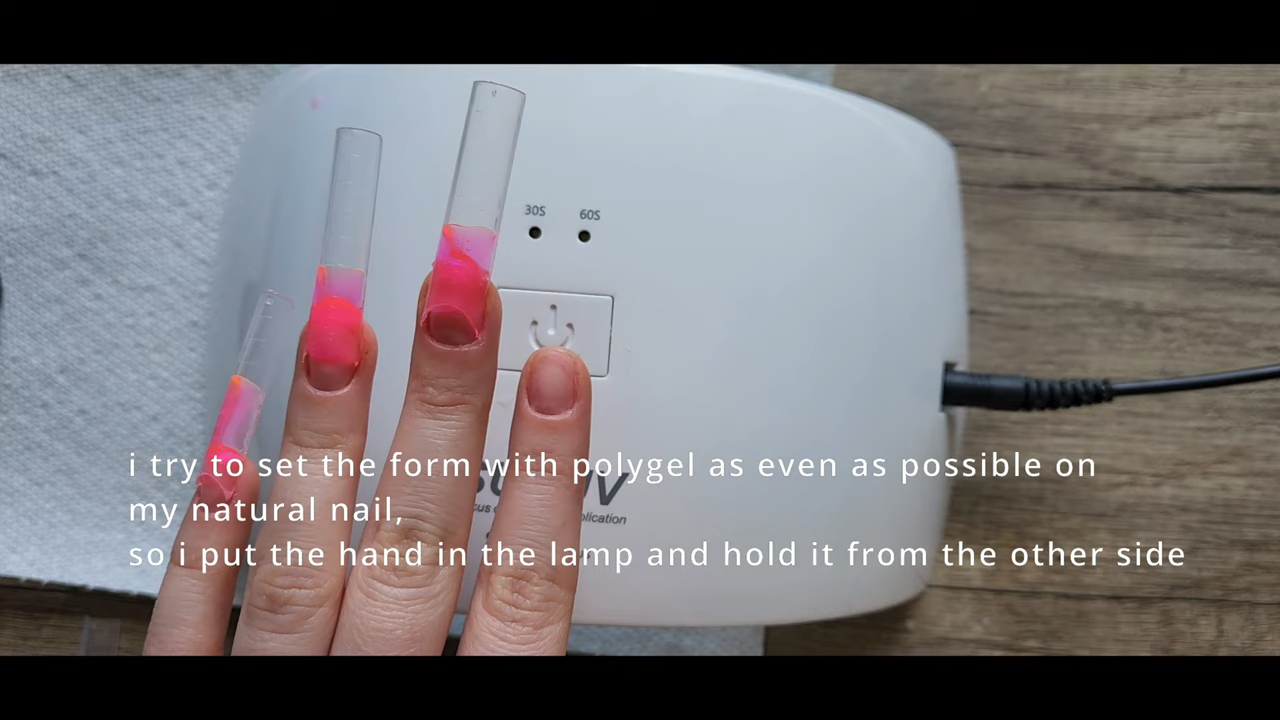 30S 60S
i try to set the form with polygel as even as possible on
my natural nail,
so i put the hand in the lamp and hold it from the other side